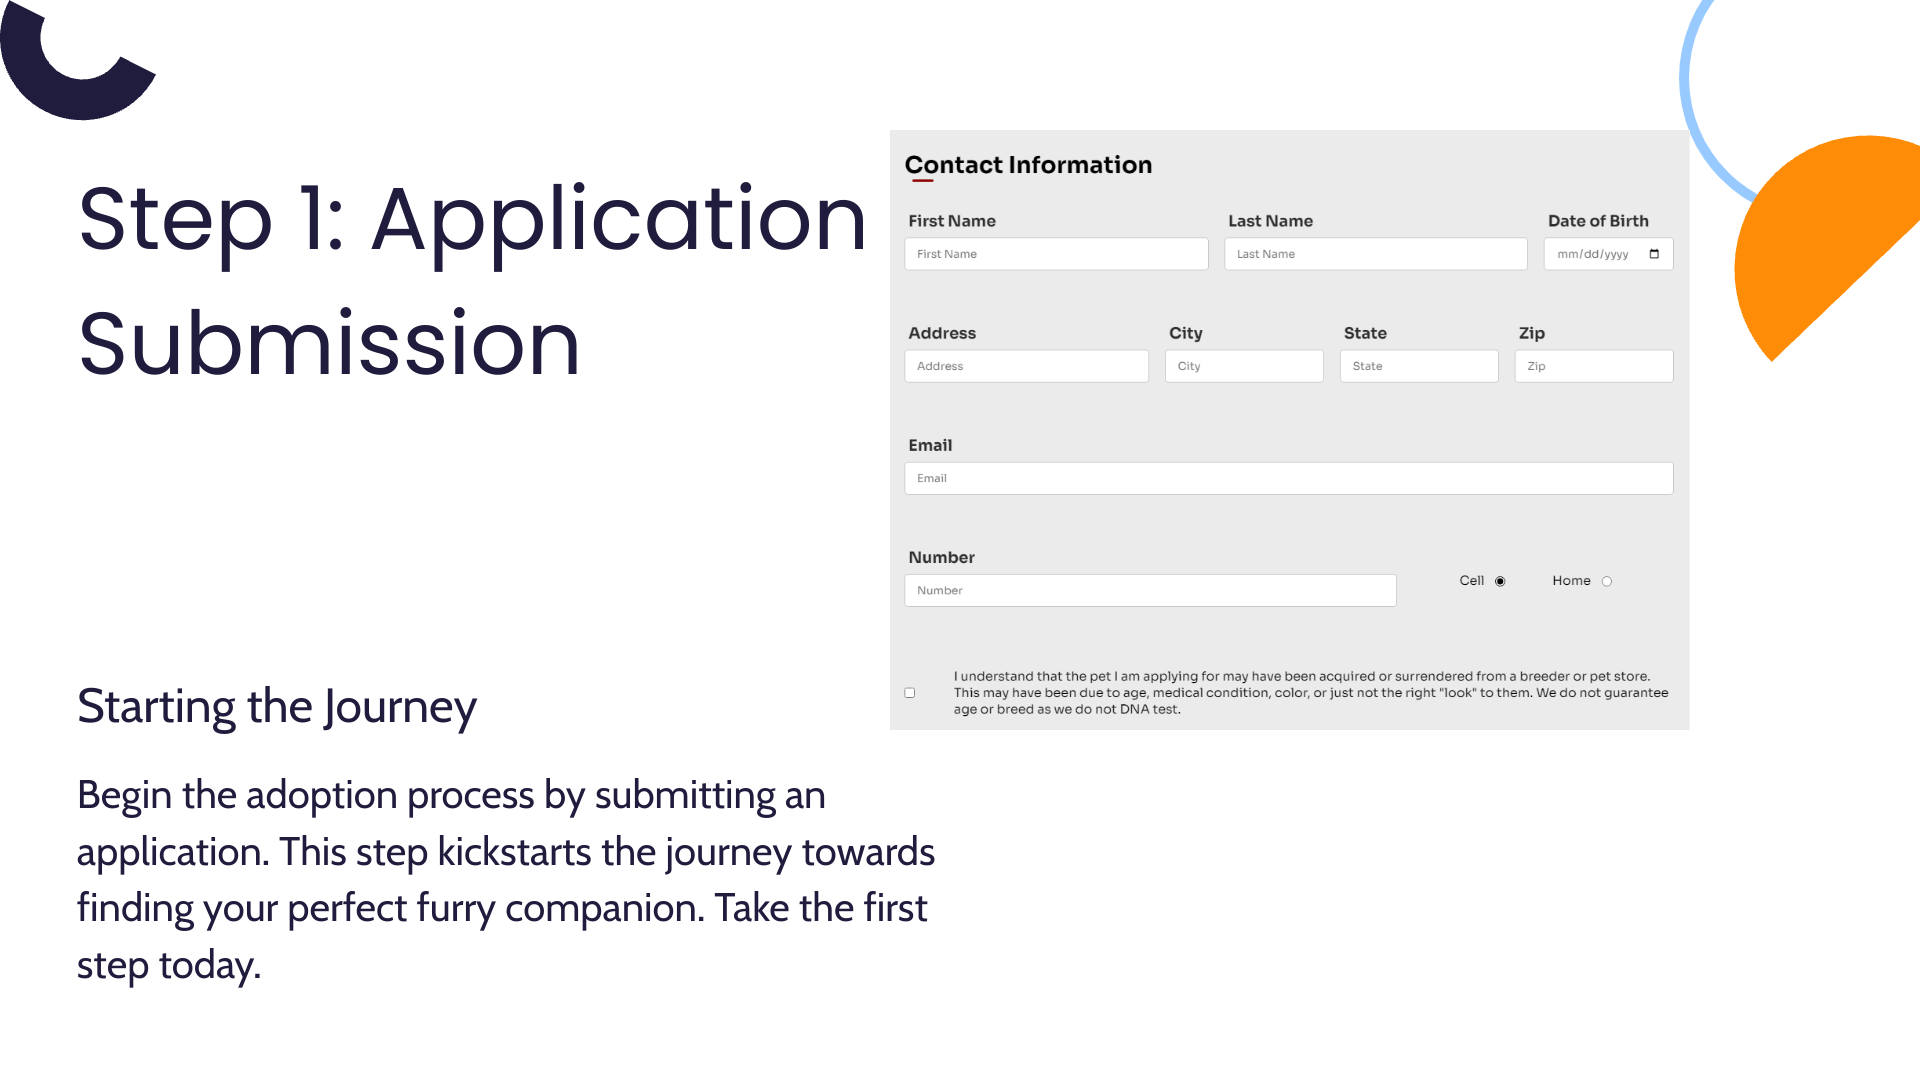 Step 1: Application
Submission
Contact Information
First Name
Last Name
Date of Birth
First Name
Last Name
mm/dd/yyyy
Address
City
State
Zip
Address
City
State
Zip
Email
Email
Number
Number
Cell
Home
I understand that the pet I am applying for may have been acquired or surrendered from a breeder or pet store.
This may have been due to age, medical condition, color, or just not the right "look" to them. We do not guarantee
age or breed as we do not DNA test.
Starting the Journey
Begin the adoption process by submitting an
application. This step kickstarts the journey towards
finding your perfect furry companion. Take the first
step today.